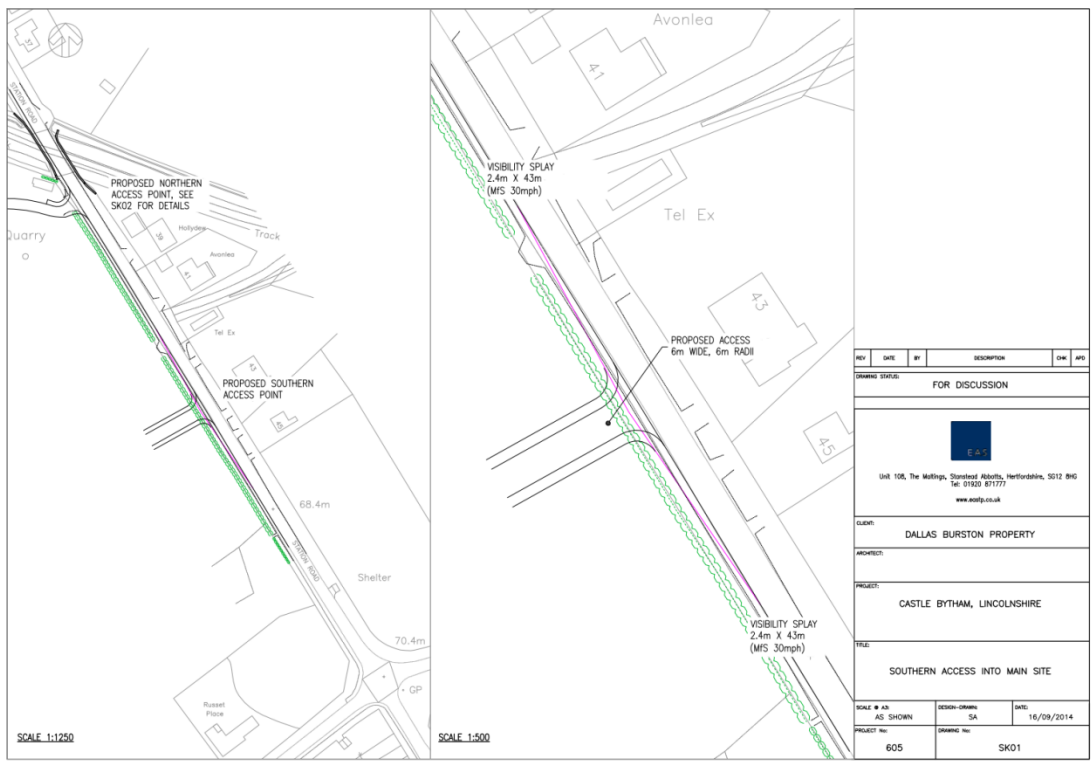 37
STATION ROAD
PROPOSED NORTHERN
ACCESS POINT, SEE
SK02 FOR DETAILS
Quarry
Hollydea
39
Track
Avonlea
41
Tel Ex
PROPOSED SOUTHERN
ACCESS POINT
43
45
68.4m
STATION ROAD
Shelter
70.4m
GP
Russet
Place
SCALE 1:1250
Avonlea
41
VISIBILITY SPLAY
2.4m X 43m
(MfS 30mph)
Tel Ex
43
PROPOSED ACCESS
6m WIDE, 6m RADII
45
VISIBILITY SPLAY
2.4m X 43m
(MfS 30mph)
SCALE 1:500
REV DATE BY DESCRIPTION CHK APD
DRAWING STATUS:
FOR DISCUSSION
EAS
Unit 108, The Maltings, Stanstead Abbotts, Hertfordshire, SG12 8HG
Tel: 01920 871777
www.eastp.co.uk
CLIENT:
DALLAS BURSTON PROPERTY
ARCHITECT:
PROJECT:
CASTLE BYTHAM, LINCOLNSHIRE
TITLE:
SOUTHERN ACCESS INTO MAIN SITE
SCALE @ A3: DESIGN-DRAWN: DATE:
AS SHOWN SA 16/09/2014
PROJECT No: DRAWING No:
605 SK01